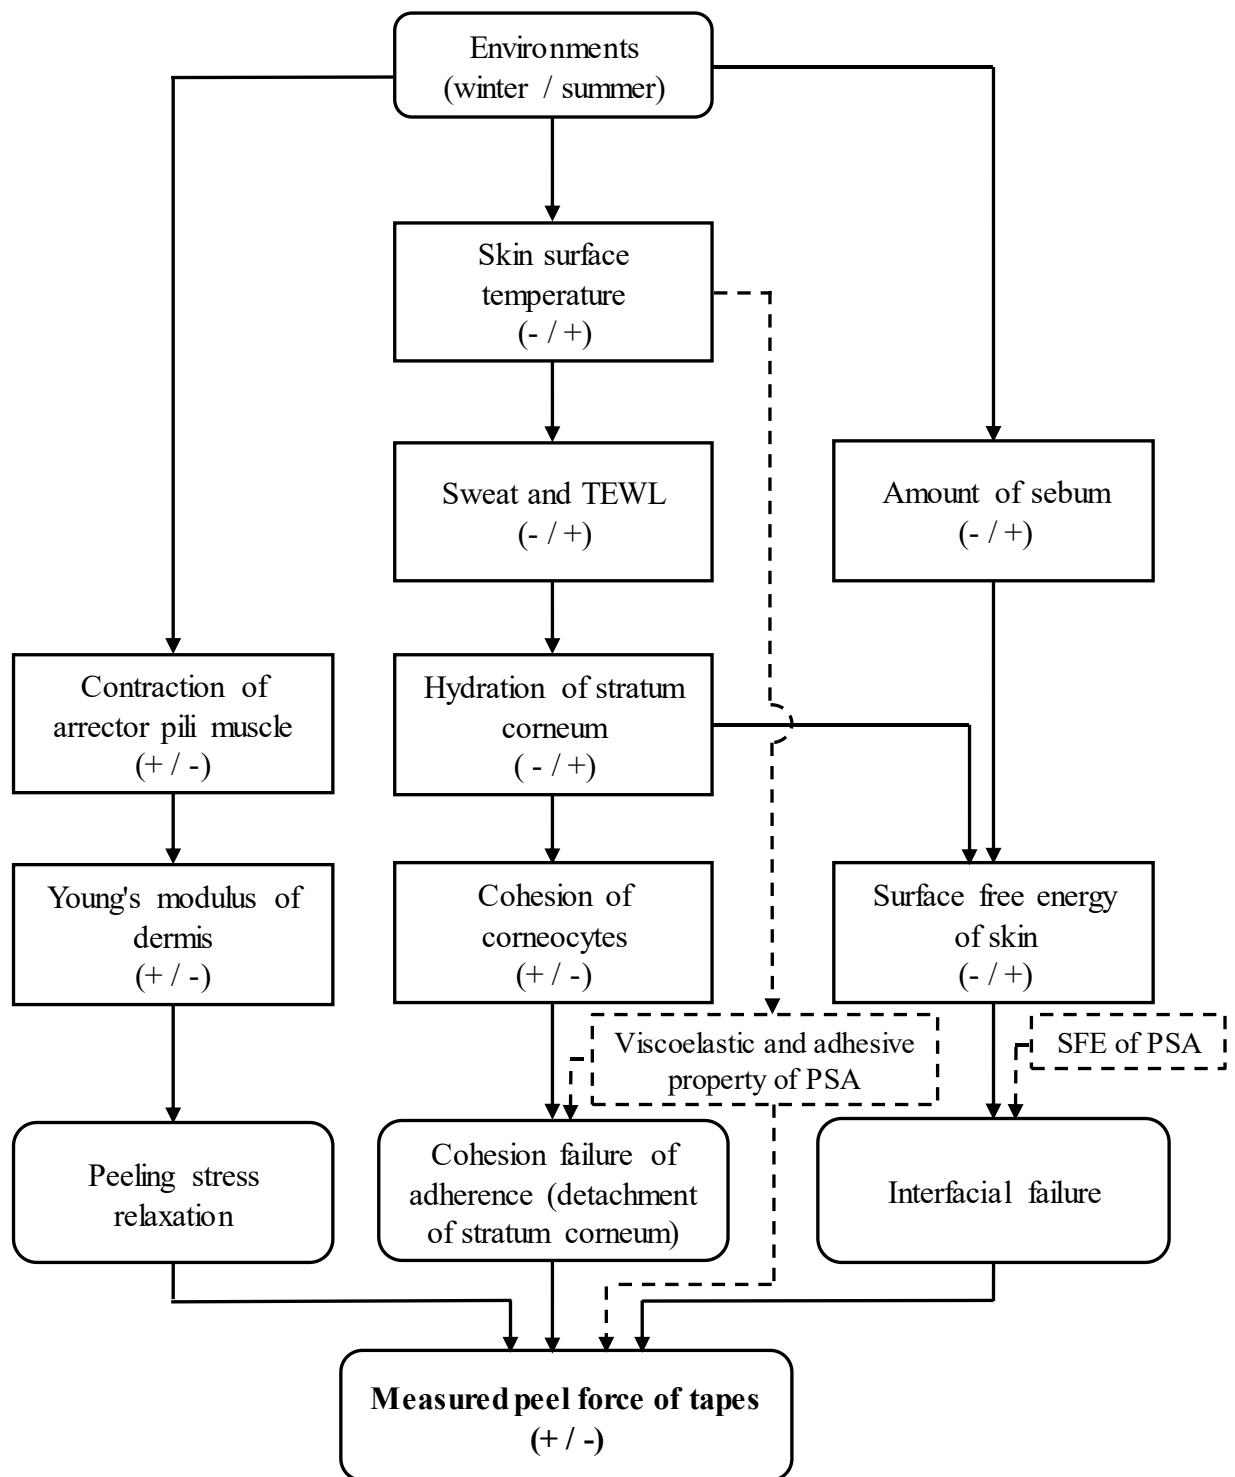 Environments
(winter / summer)
Skin surface
temperature
(- / +)
Sweat and TEWL
(- / +)
Amount of sebum
(- / +)
Contraction of
arrector pili muscle
(+ / -)
Hydration of stratum
corneum
( - / +)
Young's modulus of
dermis
(+ / -)
Cohesion of
corneocytes
(+ / -)
Surface free energy
of skin
(- / +)
Viscoelastic and adhesive
property of PSA
SFE of PSA
Peeling stress
relaxation
Cohesion failure of
adherence (detachment
of stratum corneum)
Interfacial failure
Measured peel force of tapes
(+ / -)